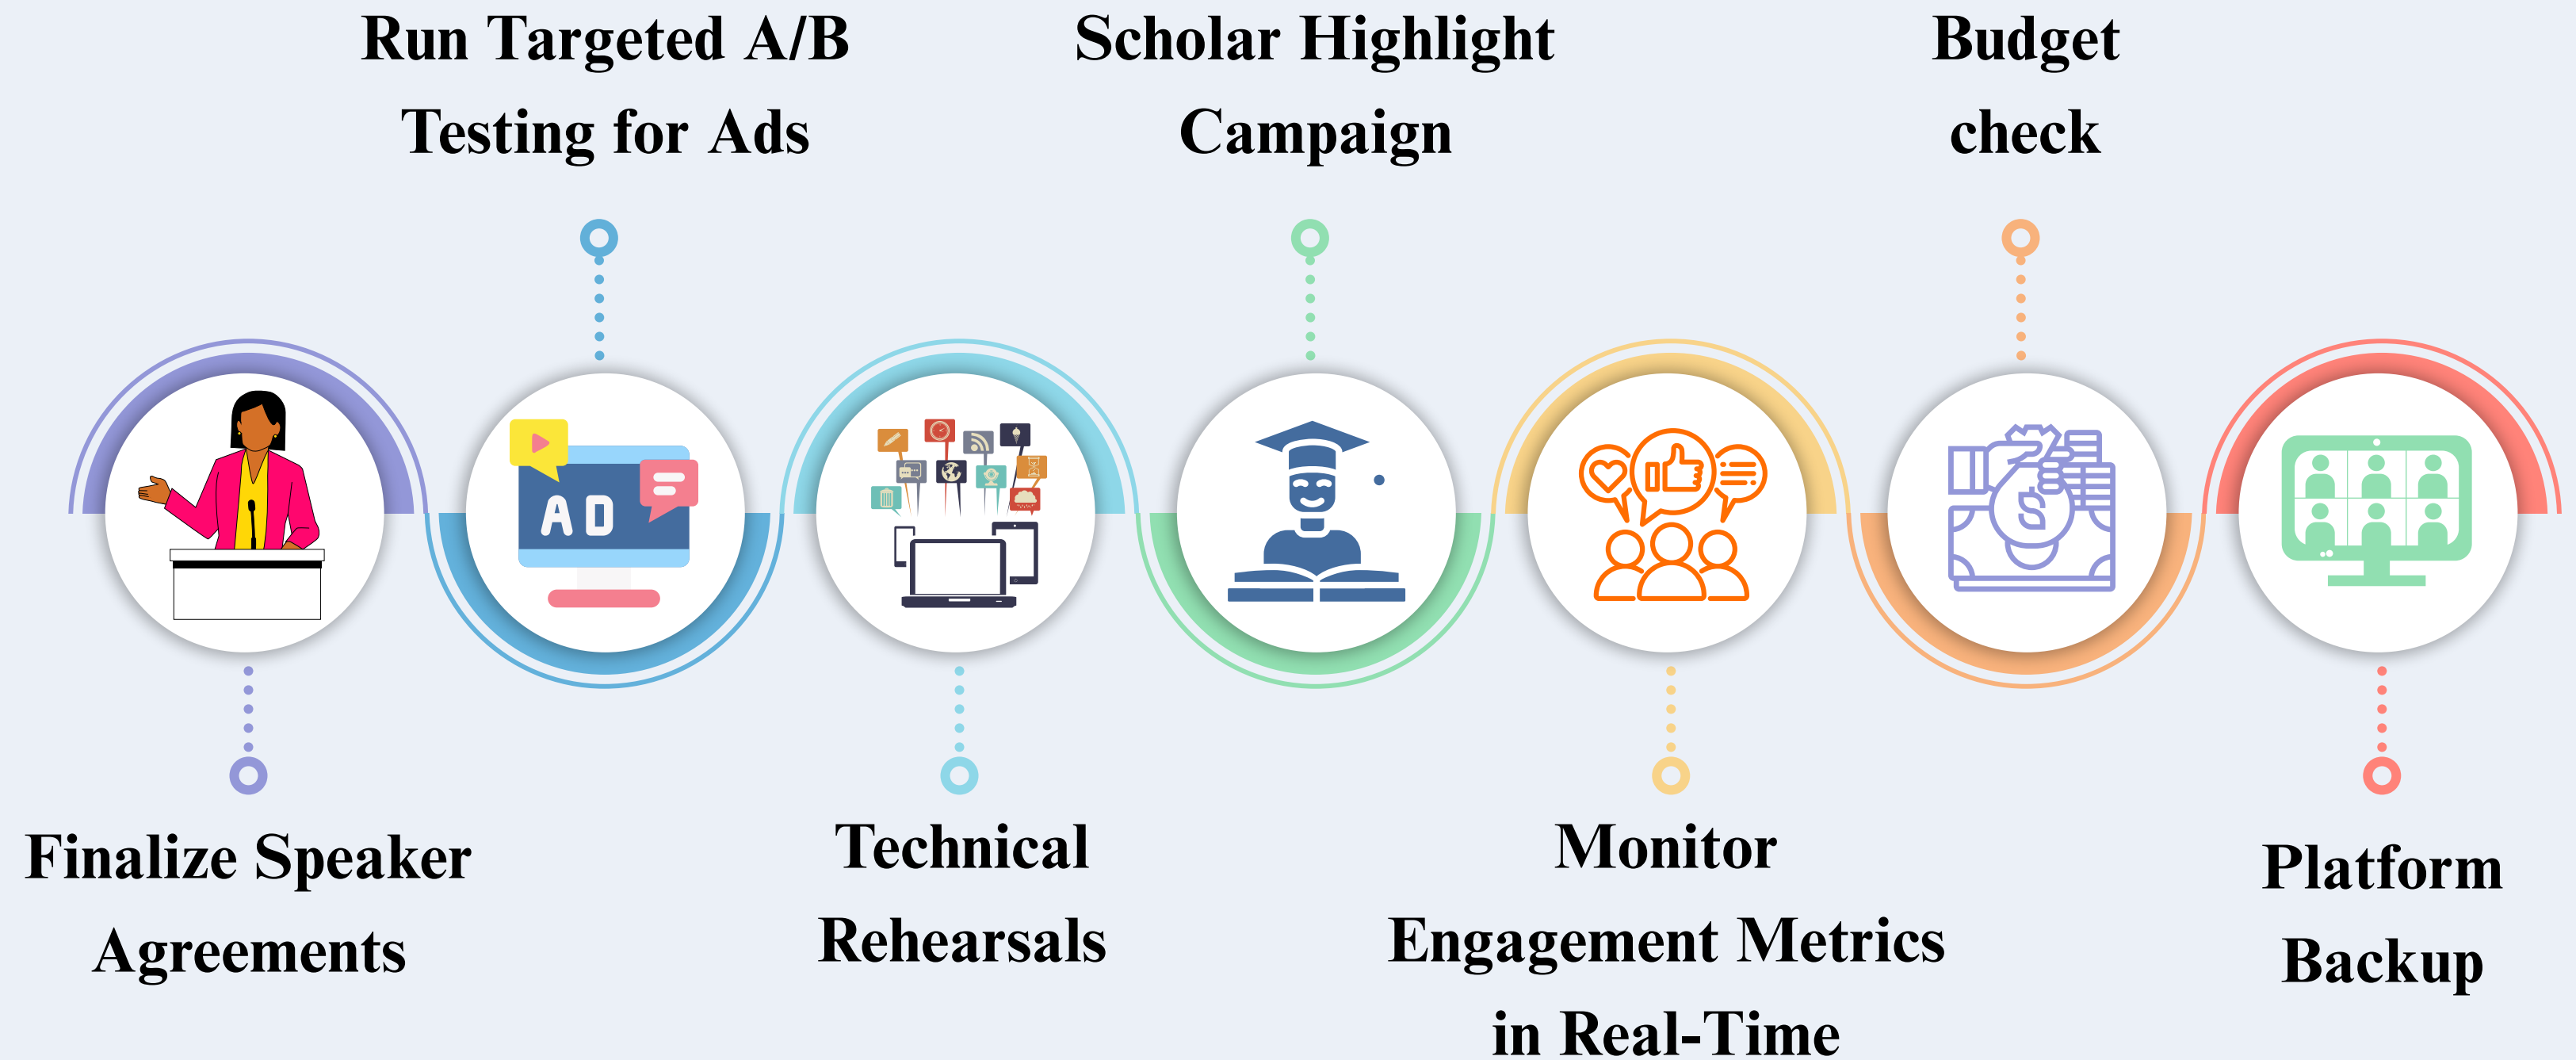 Run Targeted A/B
Testing for Ads
Scholar Highlight
Campaign
Budget
check
AD
$
Finalize Speaker
Agreements
Technical
Rehearsals
Monitor
Engagement Metrics
in Real-Time
Platform
Backup